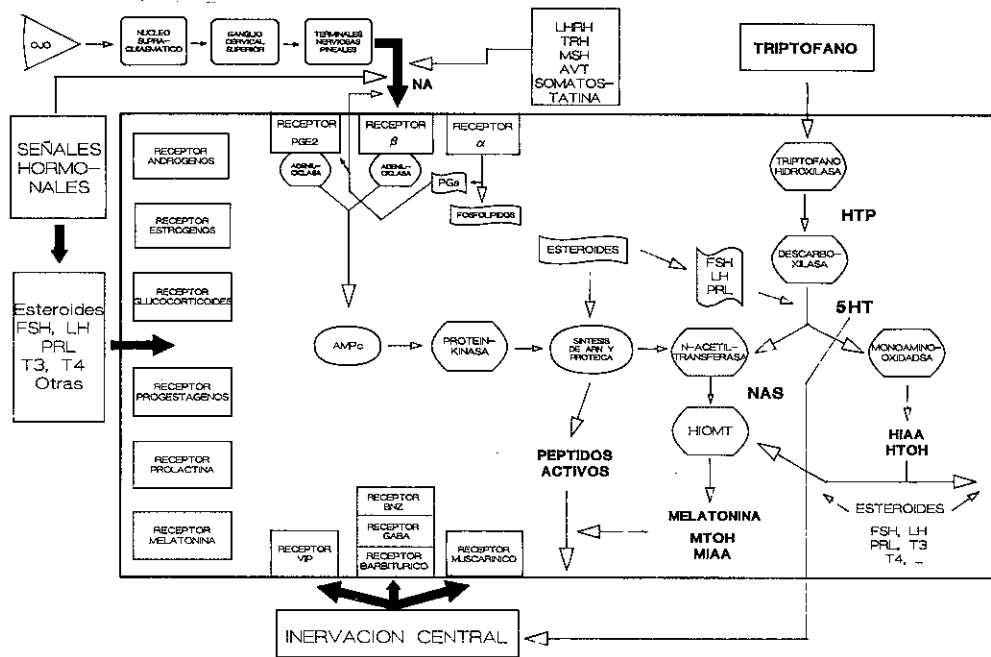 OJO
NUCLEO
SUPRA-
QUIASMATICO
GANGLIO
CERVICAL
SUPERIOR
TERMINALES
NERVIOSAS
PINEALES
NA
LHRH
TRH
MSH
AVT
SOMATOS-
TATINA
TRIPTOFANO
SEÑALES
HORMO-
NALES
Esteroides
FSH, LH
PRL
T3, T4
Otras
RECEPTOR
ANDROGENOS
RECEPTOR
ESTROGENOS
RECEPTOR
GLUCOCORTICOIDES
RECEPTOR
PROGESTAGENOS
RECEPTOR
PROLACTINA
RECEPTOR
MELATONINA
RECEPTOR
PGE2
RECEPTOR
β
RECEPTOR
α
ADENIL-
CICLASA
ADENIL-
CICLASA
PGs
FOSFOLIPIDOS
TRIPTOFANO
HIDROXILASA
HTP
DESCARBO-
XILASA
5HT
ESTEROIDES
FSH
LH
PRL
AMPc
PROTEIN-
KINASA
SINTESIS
DE ARN Y
PROTEICA
N-ACETIL-
TRANSFERASA
MONOAMINO-
OXIDADSA
NAS
HIOMT
HIAA
HTOH
PEPTIDOS
ACTIVOS
MELATONINA
MTOH
MIAA
ESTEROIDES
FSH, LH
PRL, T3
T4, _
RECEPTOR
VIP
RECEPTOR
BNZ
RECEPTOR
GABA
RECEPTOR
BARBITURICO
RECEPTOR
MUSCARINICO
INERVACION CENTRAL